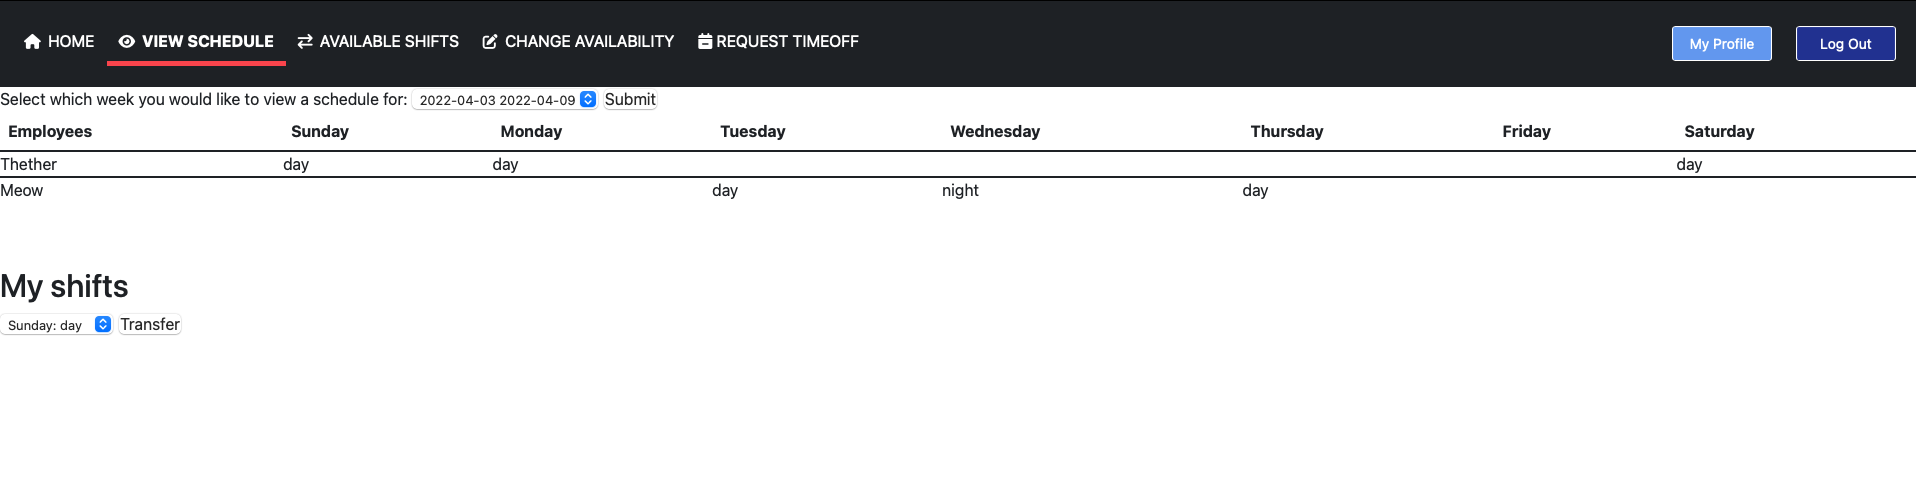 HOME VIEW SCHEDULE AVAILABLE SHIFTS CHANGE AVAILABILITY REQUEST TIMEOFF My Profile Log Out
Select which week you would like to view a schedule for: 2022-04-03 2022-04-09 Submit
Employees Sunday Monday Tuesday Wednesday Thursday Friday Saturday
Thether day day day
Meow day night day
My shifts
Sunday: day Transfer